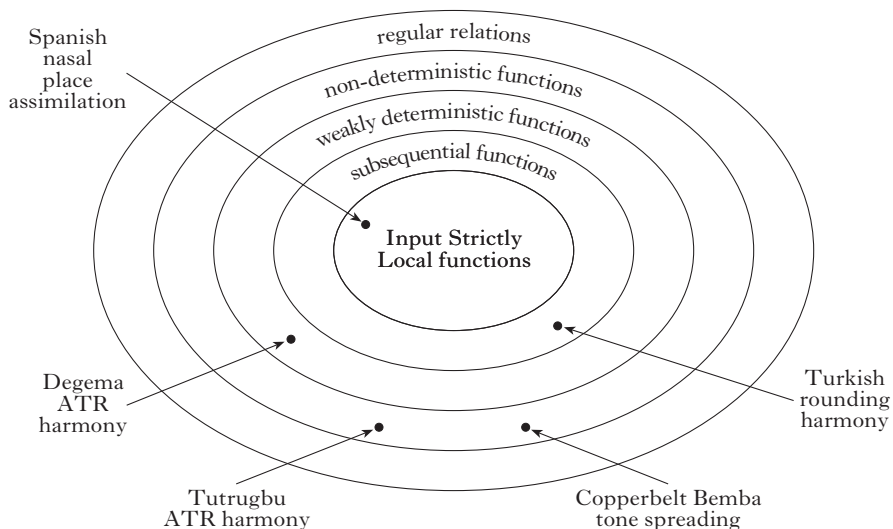 Spanish
nasal
place
assimilation
regular relations
non-deterministic functions
weakly deterministic functions
subsequential functions
Input Strictly
Local functions
Degema
ATR
harmony
Turkish
rounding
harmony
Tutrugbu
ATR harmony
Copperbelt Bemba
tone spreading